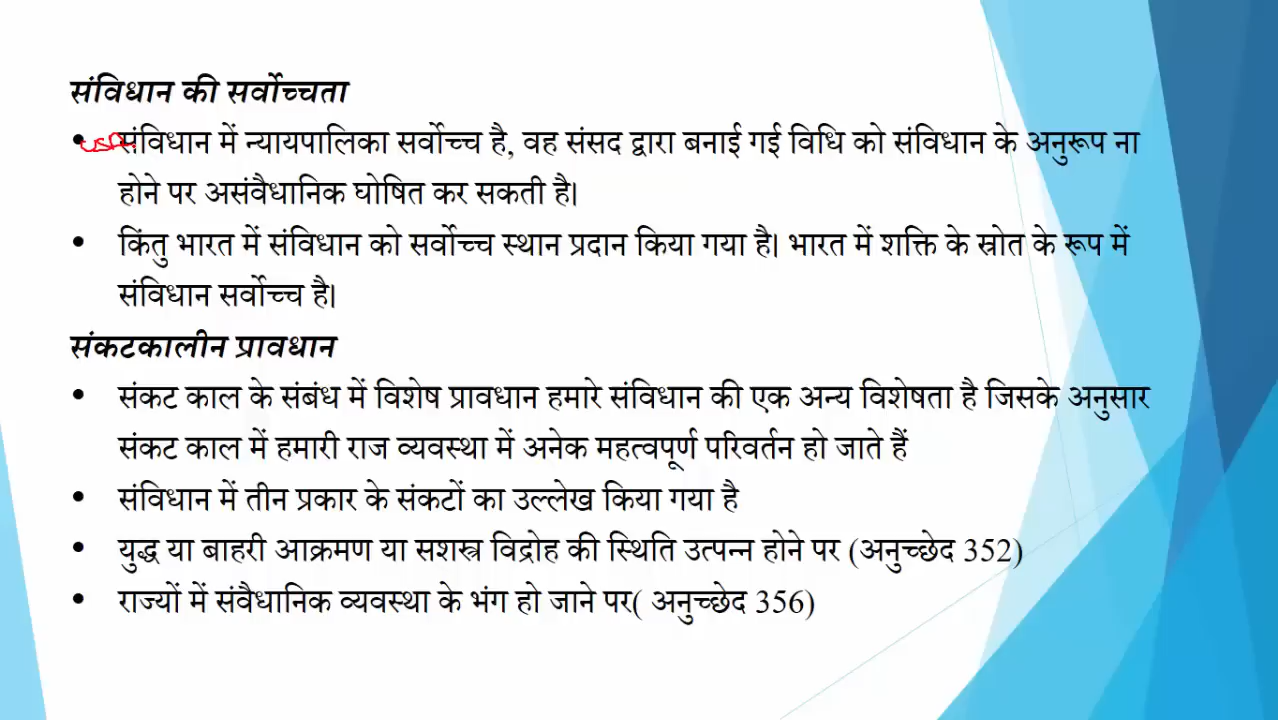 संविधान की सर्वोच्चता
• USA संविधान में न्यायपालिका सर्वोच्च है, वह संसद द्वारा बनाई गई विधि को संविधान के अनुरूप ना
होने पर असंवैधानिक घोषित कर सकती है।
• किंतु भारत में संविधान को सर्वोच्च स्थान प्रदान किया गया है। भारत में शक्ति के स्रोत के रूप में
संविधान सर्वोच्च है।
संकटकालीन प्रावधान
• संकट काल के संबंध में विशेष प्रावधान हमारे संविधान की एक अन्य विशेषता है जिसके अनुसार
संकट काल में हमारी राज व्यवस्था में अनेक महत्वपूर्ण परिवर्तन हो जाते हैं
• संविधान में तीन प्रकार के संकटों का उल्लेख किया गया है
• युद्ध या बाहरी आक्रमण या सशस्त्र विद्रोह की स्थिति उत्पन्न होने पर (अनुच्छेद 352)
• राज्यों में संवैधानिक व्यवस्था के भंग हो जाने पर( अनुच्छेद 356)